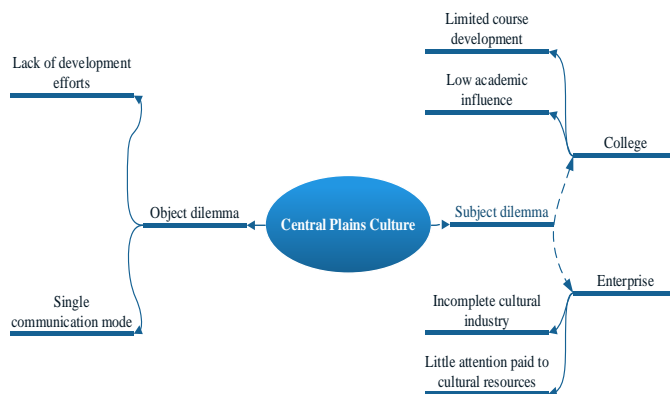 Limited course
development
Lack of development
efforts
Low academic
influence
College
Object dilemma
Central Plains Culture
Subject dilemma
Enterprise
Single
communication mode
Incomplete cultural
industry
Little attention paid to
cultural resources